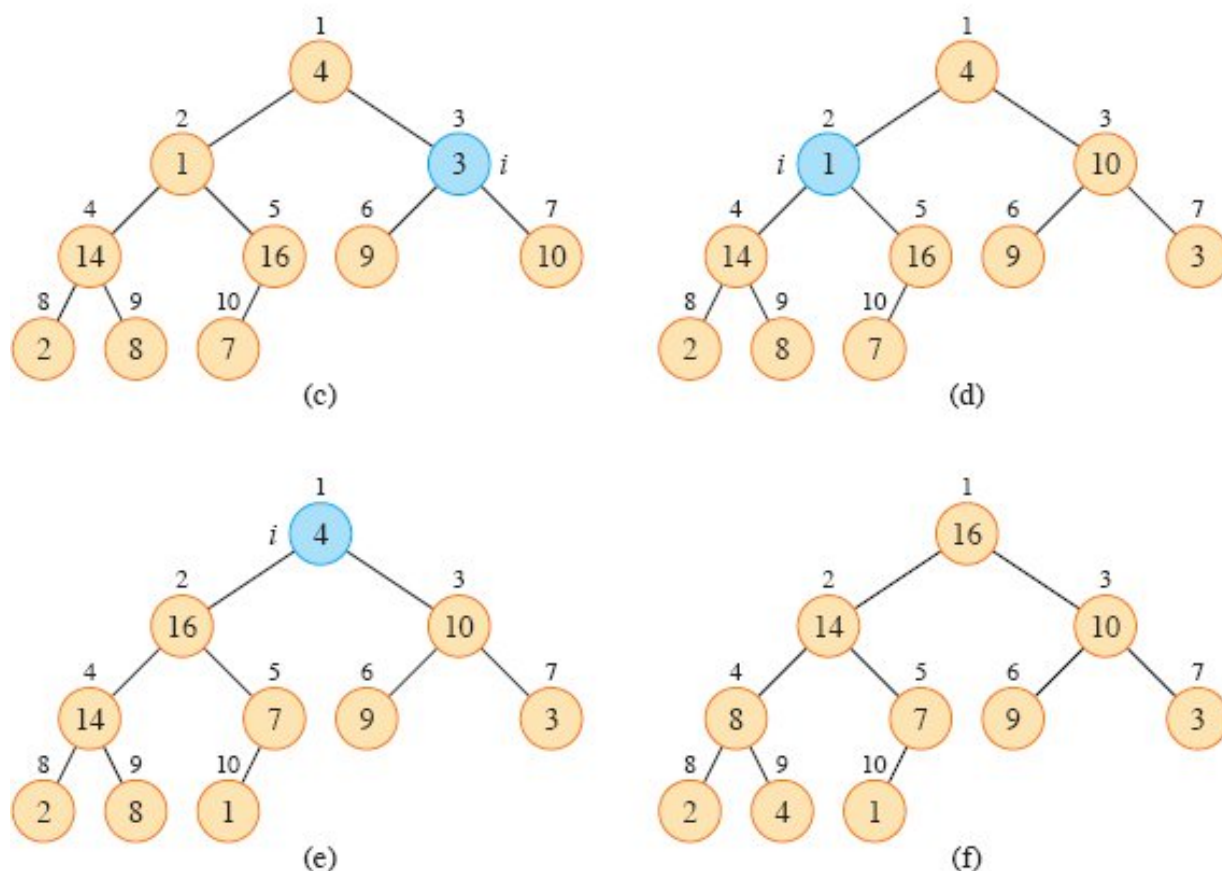 1 1
4 4
2 3 2 3
1 3 i i 1 10
4 5 6 7 4 5 6 7
14 16 9 10 14 16 9 3
8 9 10 8 9 10
2 8 7 2 8 7
(c) (d)
1 1
i 4 16
2 3 2 3
16 10 14 10
4 5 6 7 4 5 6 7
14 7 9 3 8 7 9 3
8 9 10 8 9 10
2 8 1 2 4 1
(e) (f)